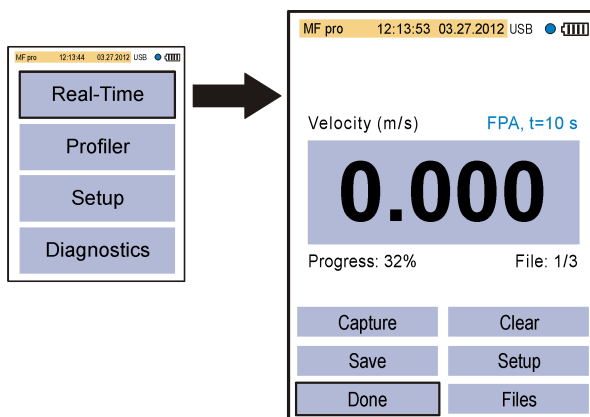 MF pro 12:13:44 03.27.2012 USB
Real-Time
Profiler
Setup
Diagnostics
MF pro 12:13:53 03.27.2012 USB
Velocity (m/s) FPA, t=10 s
0.000
Progress: 32% File: 1/3
Capture Clear
Save Setup
Done Files